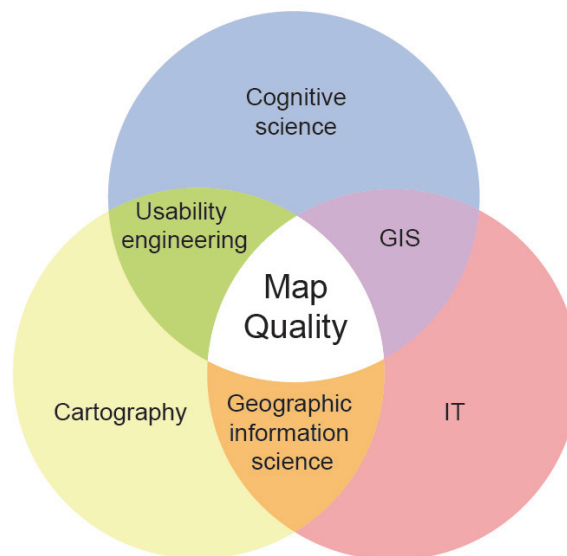 Cognitive
science
Usability
engineering
GIS
Map
Quality
Cartography
Geographic
information
science
IT